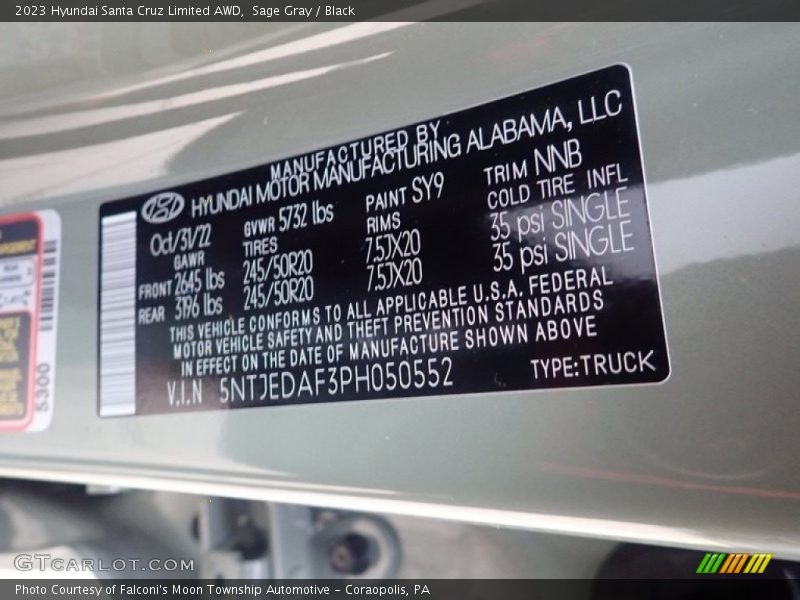 2023 Hyundai Santa Cruz Limited AWD,  Sage Gray / Black
MANUFACTURED BY
HYUNDAI MOTOR MANUFACTURING ALABAMA, LLC
Oct/31/22 GVWR 5732 lbs PAINT SY9 TRIM NNB
GAWR TIRES RIMS COLD TIRE INFL
FRONT 2645 lbs 245/50R20 7.5JX20 35 psi SINGLE
REAR 3196 lbs 245/50R20 7.5JX20 35 psi SINGLE
THIS VEHICLE CONFORMS TO ALL APPLICABLE U.S.A. FEDERAL
MOTOR VEHICLE SAFETY AND THEFT PREVENTION STANDARDS
IN EFFECT ON THE DATE OF MANUFACTURE SHOWN ABOVE
V.I.N 5NTJEDAF3PH050552 TYPE:TRUCK
5300
GTCARLOT.COM
Photo Courtesy of Falconi's Moon Township Automotive - Coraopolis, PA